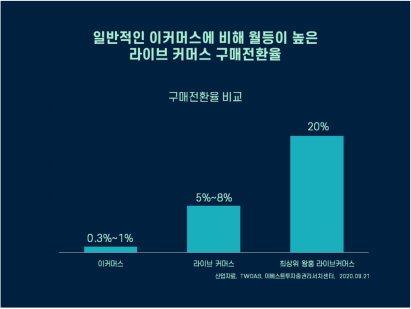 일반적인 이커머스에 비해 월등이 높은
라이브 커머스 구매전환율
구매전환율 비교
20%
5%~8%
0.3%~1%
이커머스
라이브 커머스
최상위 왕홍 라이브커머스
산업자료, TWGAB, 이베스트투자증권리서치센터, 2020.09.21